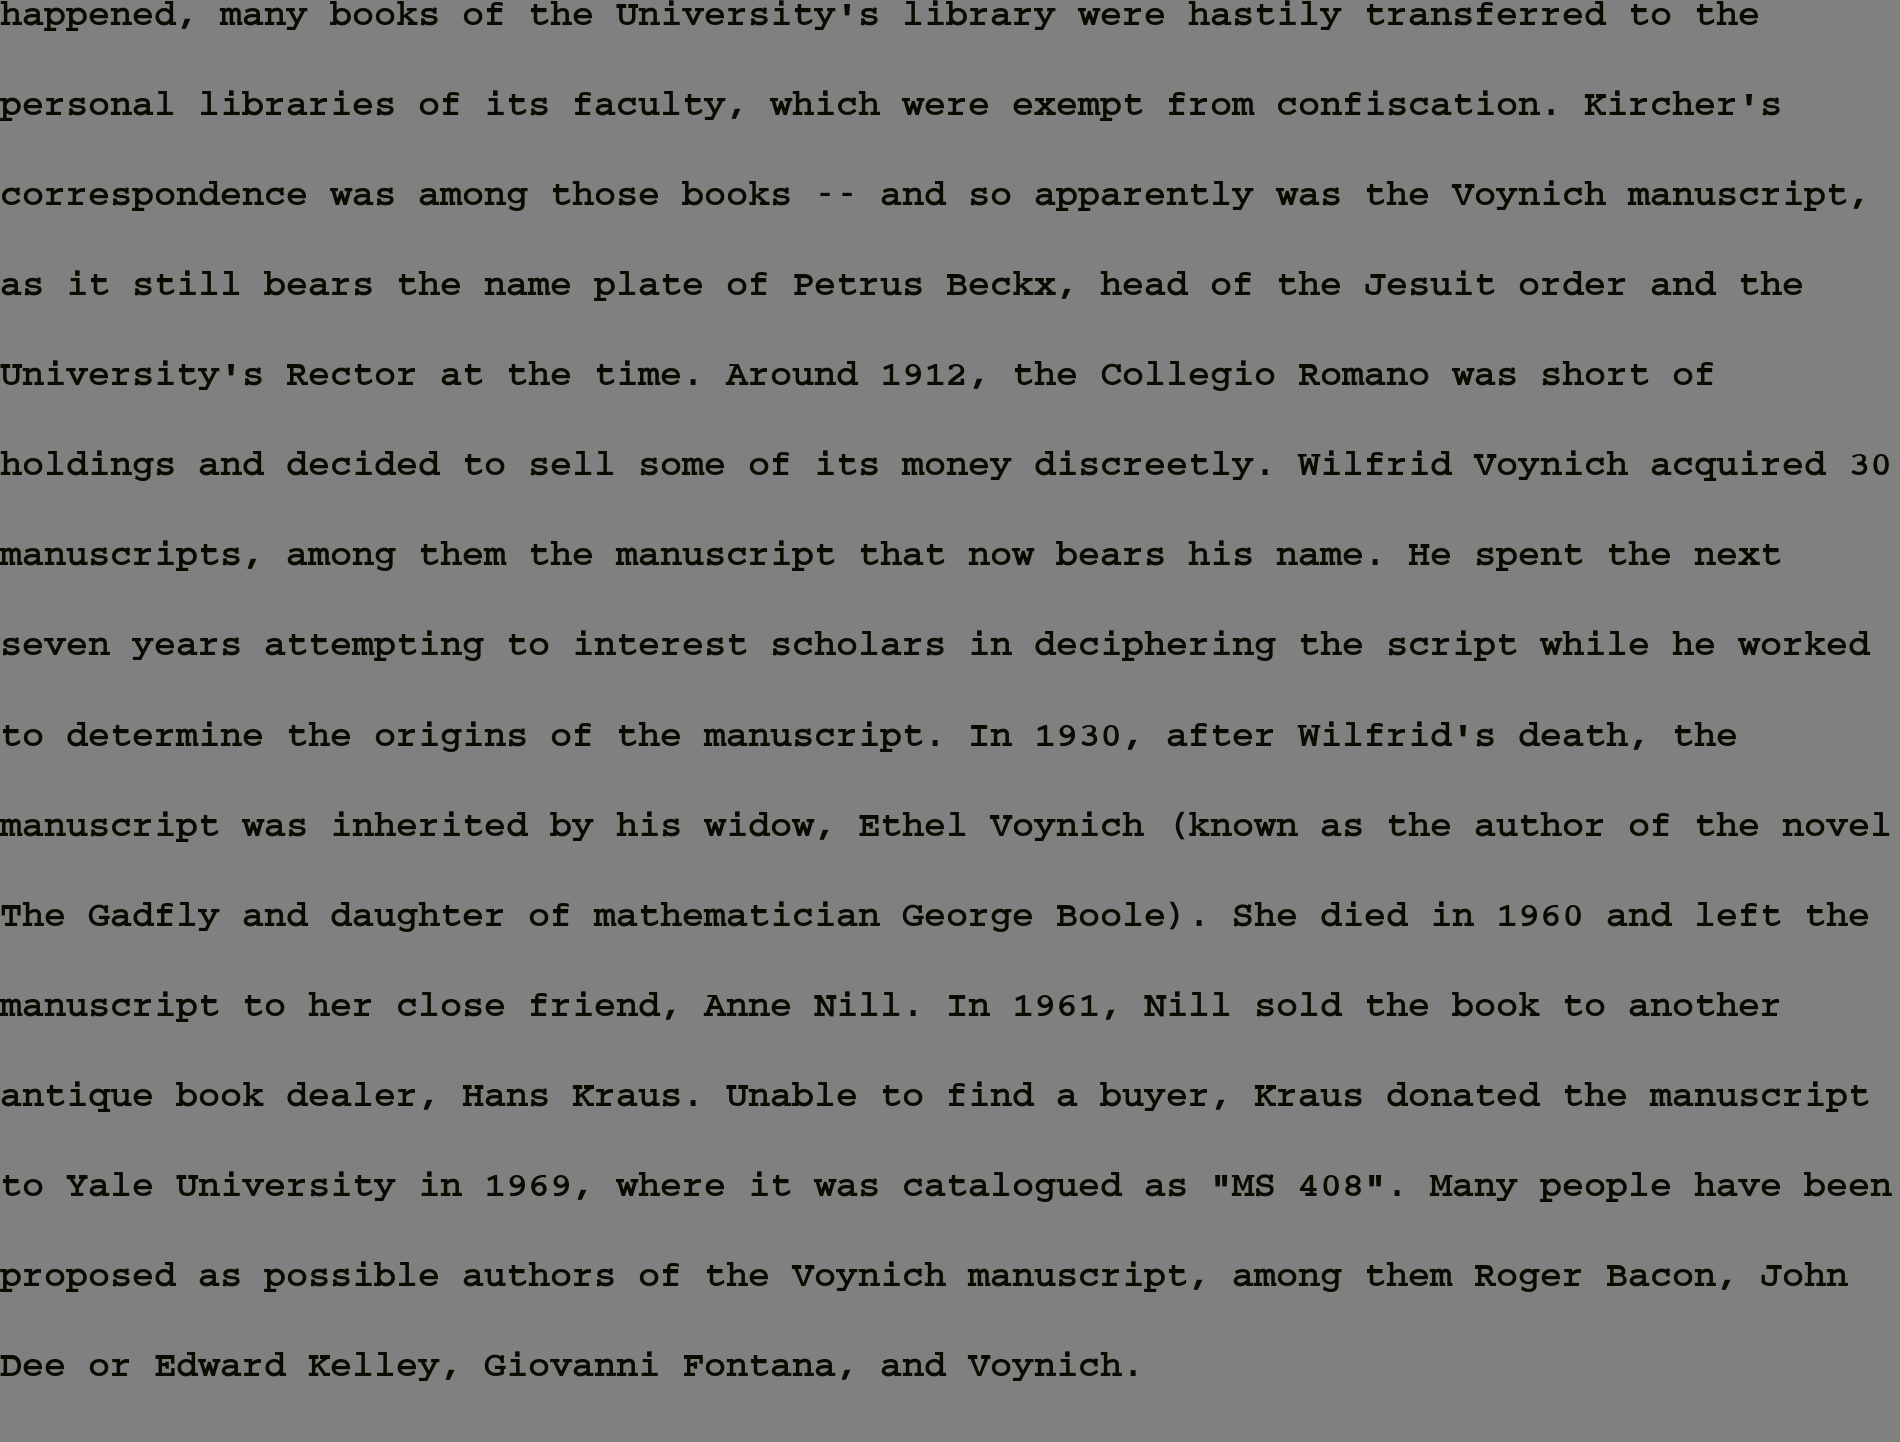 happened, many books of the University's library were hastily transferred to the
personal libraries of its faculty, which were exempt from confiscation. Kircher's
correspondence was among those books -- and so apparently was the Voynich manuscript,
as it still bears the name plate of Petrus Beckx, head of the Jesuit order and the
University's Rector at the time. Around 1912, the Collegio Romano was short of
holdings and decided to sell some of its money discreetly. Wilfrid Voynich acquired 30
manuscripts, among them the manuscript that now bears his name. He spent the next
seven years attempting to interest scholars in deciphering the script while he worked
to determine the origins of the manuscript. In 1930, after Wilfrid's death, the
manuscript was inherited by his widow, Ethel Voynich (known as the author of the novel
The Gadfly and daughter of mathematician George Boole). She died in 1960 and left the
manuscript to her close friend, Anne Nill. In 1961, Nill sold the book to another
antique book dealer, Hans Kraus. Unable to find a buyer, Kraus donated the manuscript
to Yale University in 1969, where it was catalogued as "MS 408". Many people have been
proposed as possible authors of the Voynich manuscript, among them Roger Bacon, John
Dee or Edward Kelley, Giovanni Fontana, and Voynich.